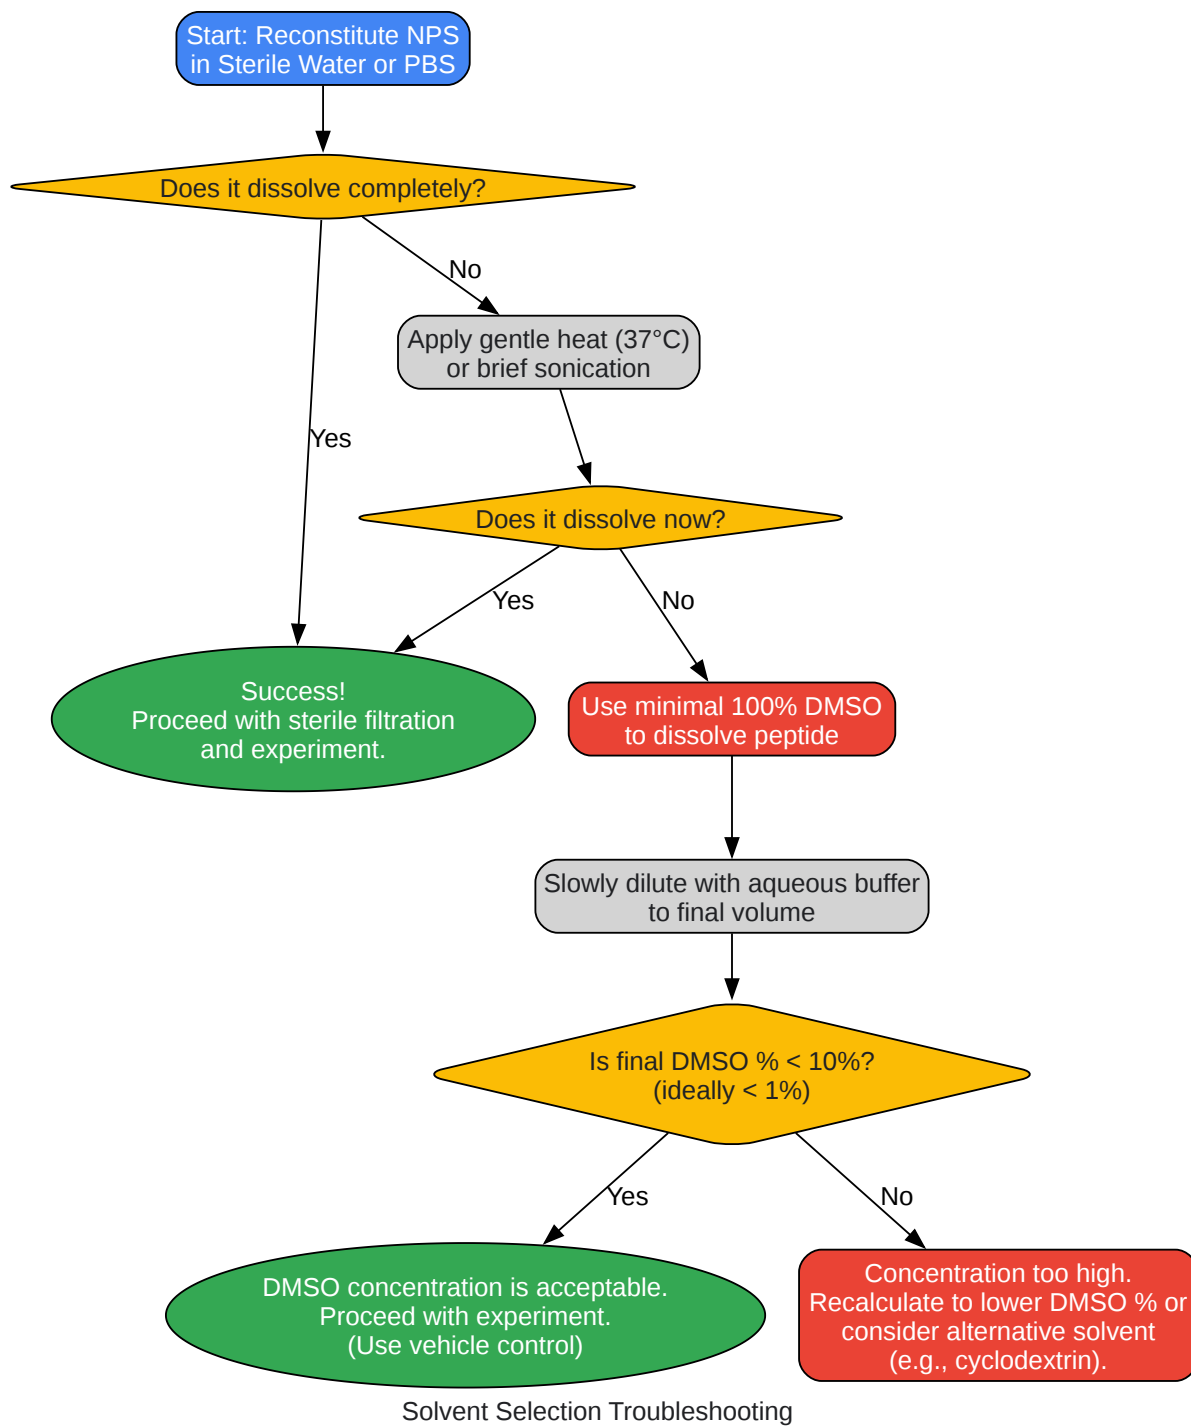 Start: Reconstitute NPS
in Sterile Water or PBS
Does it dissolve completely?
No
Apply gentle heat (37°C)
or brief sonication
Yes
Does it dissolve now?
Yes
No
Success!
Proceed with sterile filtration
and experiment.
Use minimal 100% DMSO
to dissolve peptide
Slowly dilute with aqueous buffer
to final volume
Is final DMSO % < 10%?
(ideally < 1%)
Yes
No
DMSO concentration is acceptable.
Proceed with experiment.
(Use vehicle control)
Concentration too high.
Recalculate to lower DMSO % or
consider alternative solvent
(e.g., cyclodextrin).
Solvent Selection Troubleshooting